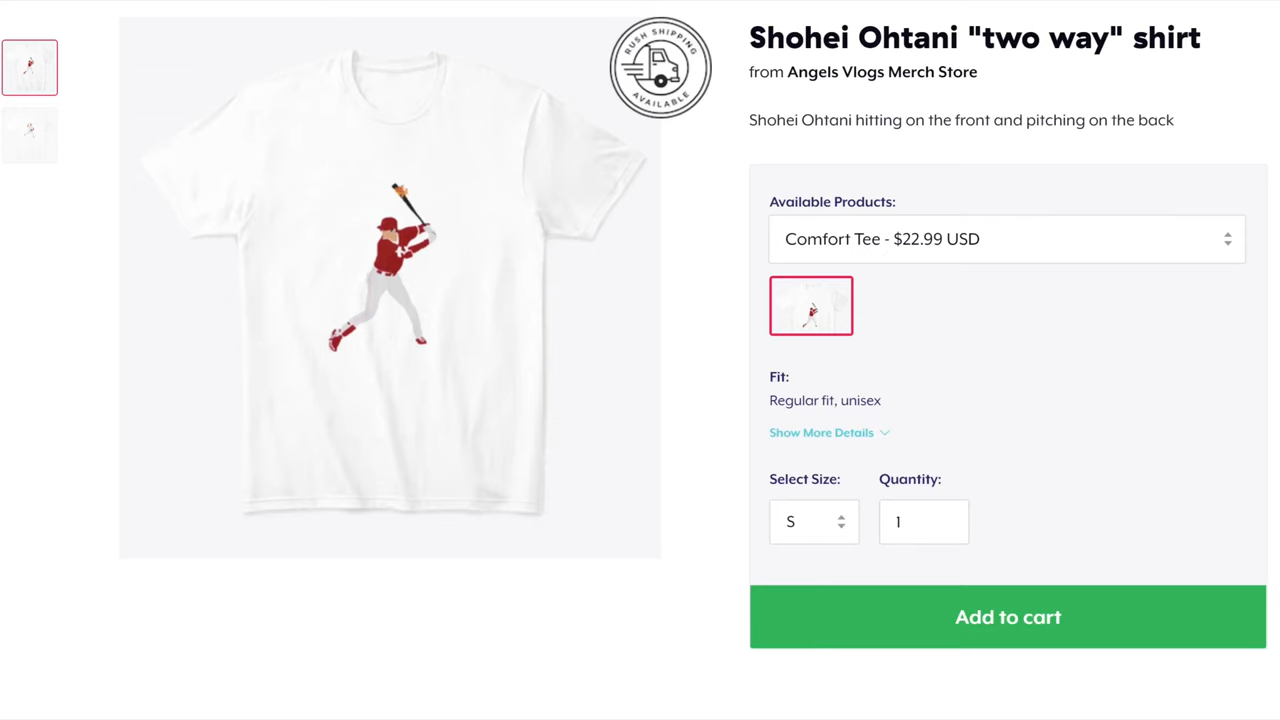 RUSH SHIPPING
AVAILABLE
Shohei Ohtani "two way" shirt
from Angels Vlogs Merch Store
Shohei Ohtani hitting on the front and pitching on the back
Available Products:
Comfort Tee - $22.99 USD
Fit:
Regular fit, unisex
Show More Details
Select Size:
Quantity:
S
1
Add to cart